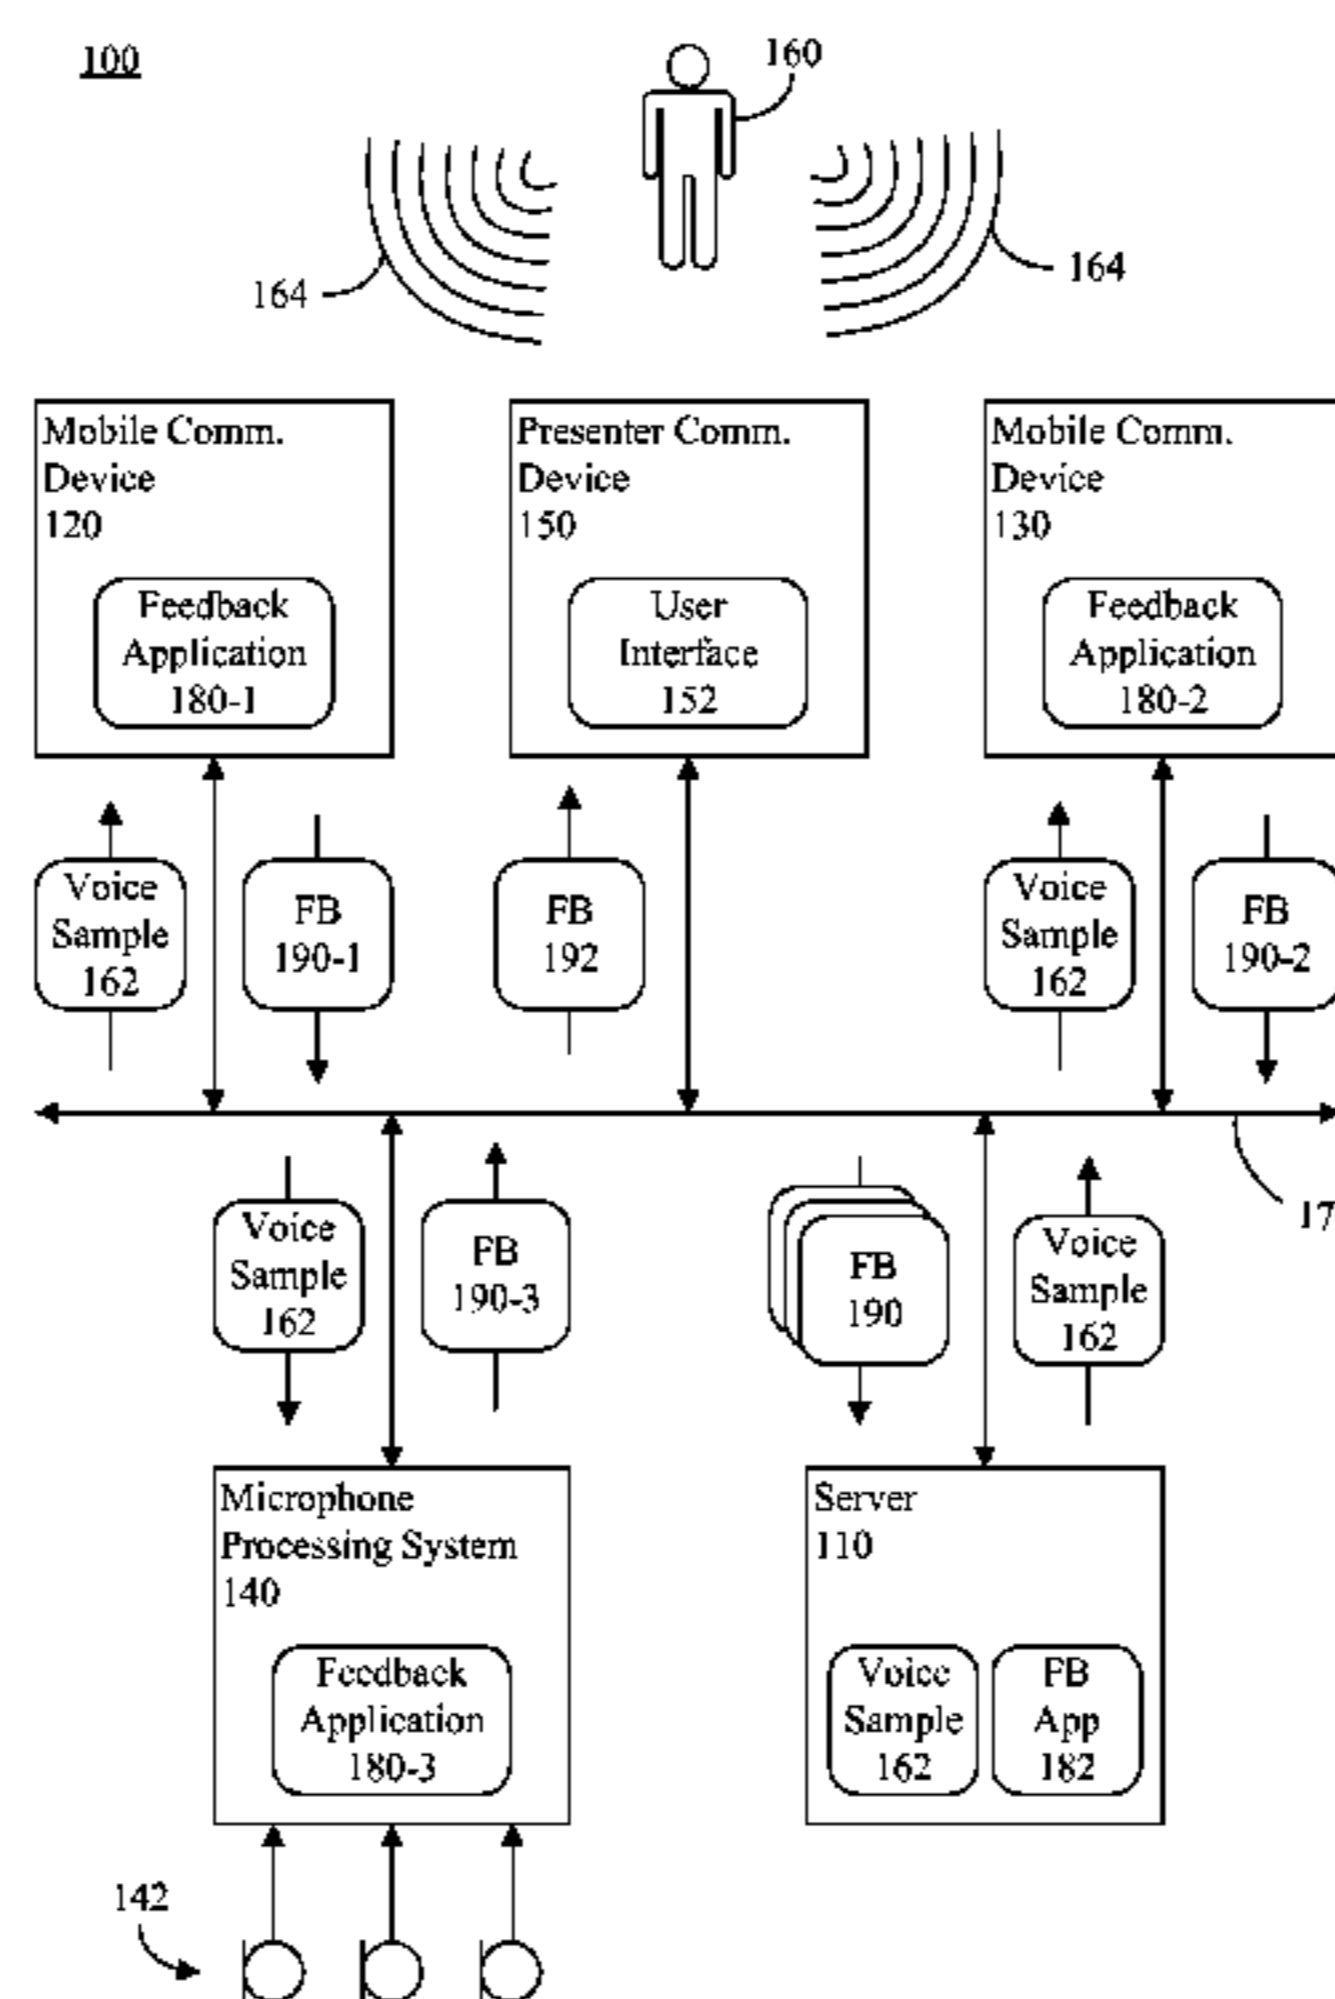 100
160
164
164
Mobile Comm.
Device
120
Feedback
Application
180-1
Presenter Comm.
Device
150
User
Interface
152
Mobile Comm.
Device
130
Feedback
Application
180-2
Voice
Sample
162
FB
190-1
FB
192
Voice
Sample
162
FB
190-2
Voice
Sample
162
FB
190-3
FB
190
Voice
Sample
162
17
Microphone
Processing System
140
Feedback
Application
180-3
Server
110
Voice
Sample
162
FB
App
182
142